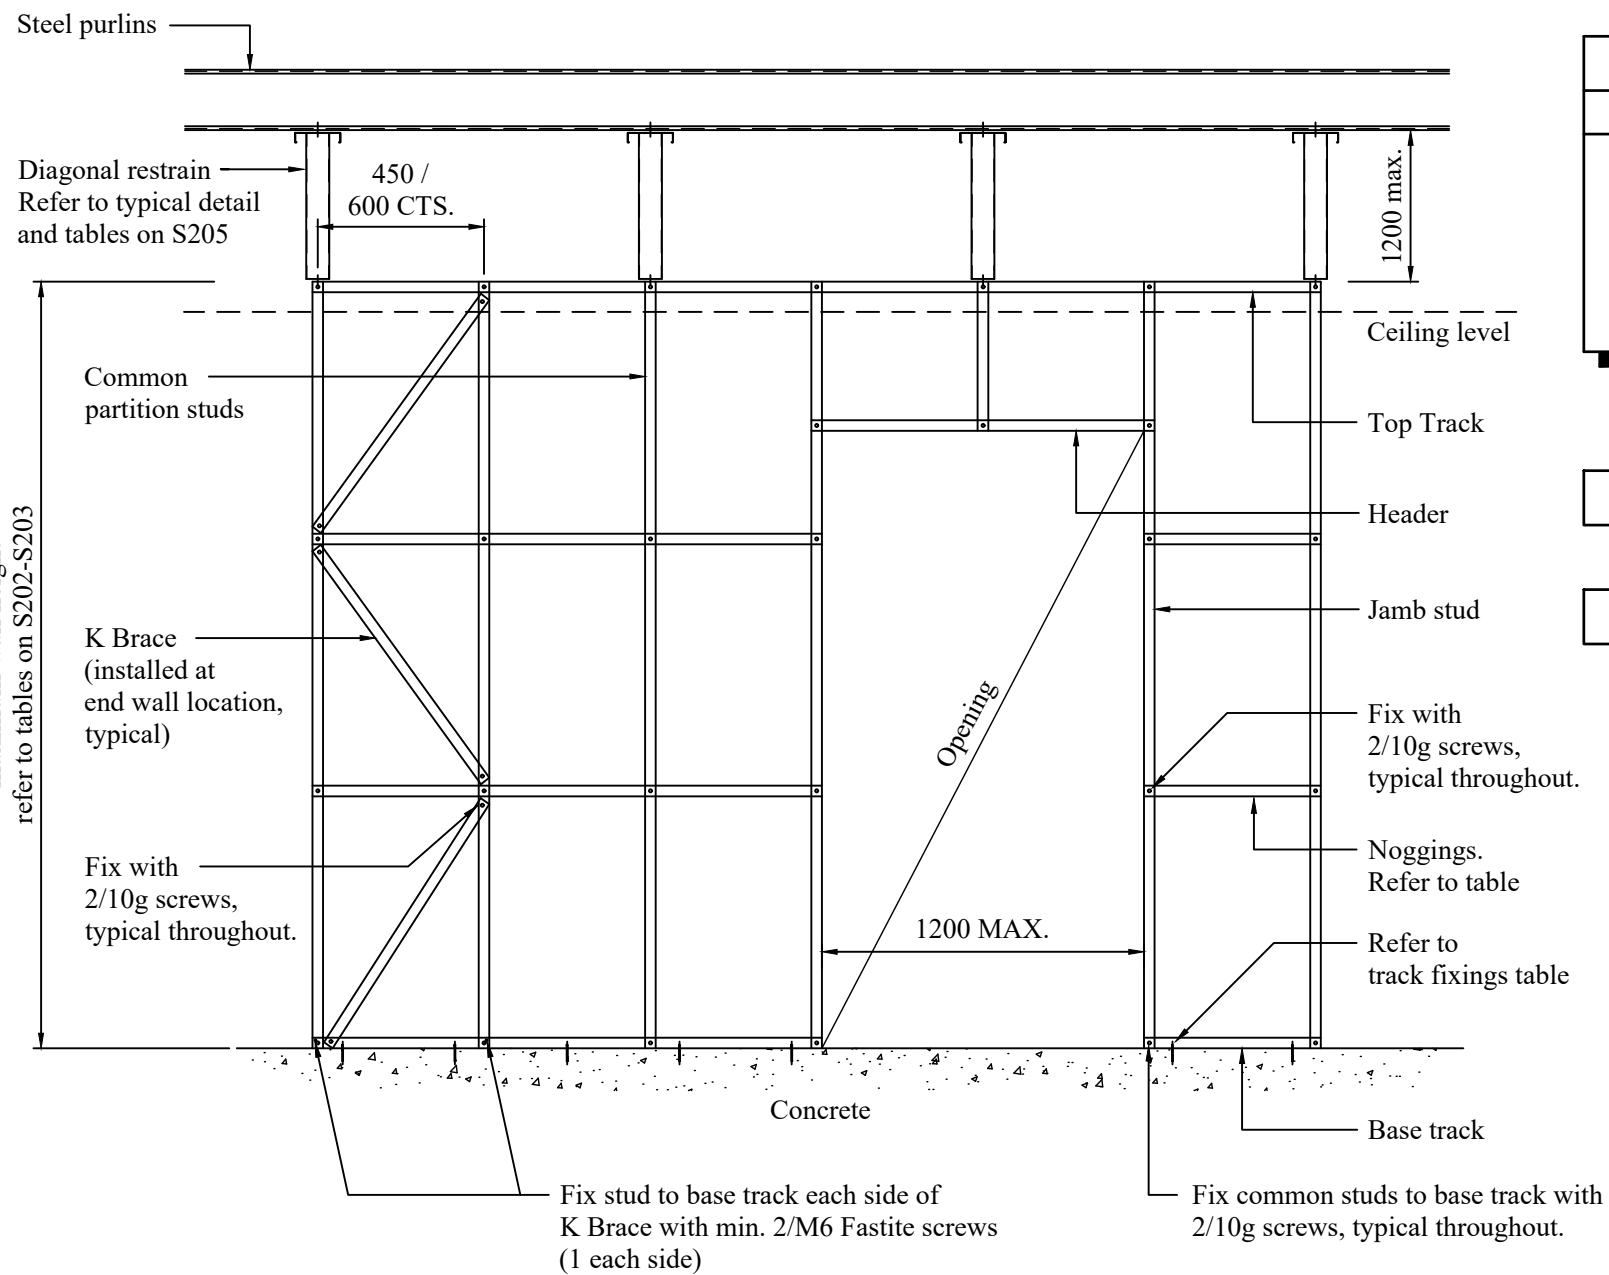 Steel purlins
Diagonal restrain
Refer to typical detail
and tables on S205
450 /
600 CTS.
1200 max.
Ceiling level
Common
partition studs
Top Track
Header
refer to tables on S202-S203
K Brace
(installed at
end wall location,
typical)
Jamb stud
Opening
Fix with
2/10g screws,
typical throughout.
Fix with
2/10g screws,
typical throughout.
Noggings.
Refer to table
1200 MAX.
Refer to
track fixings table
Concrete
Base track
Fix stud to base track each side of
K Brace with min. 2/M6 Fastite screws
(1 each side)
Fix common studs to base track with
2/10g screws, typical throughout.